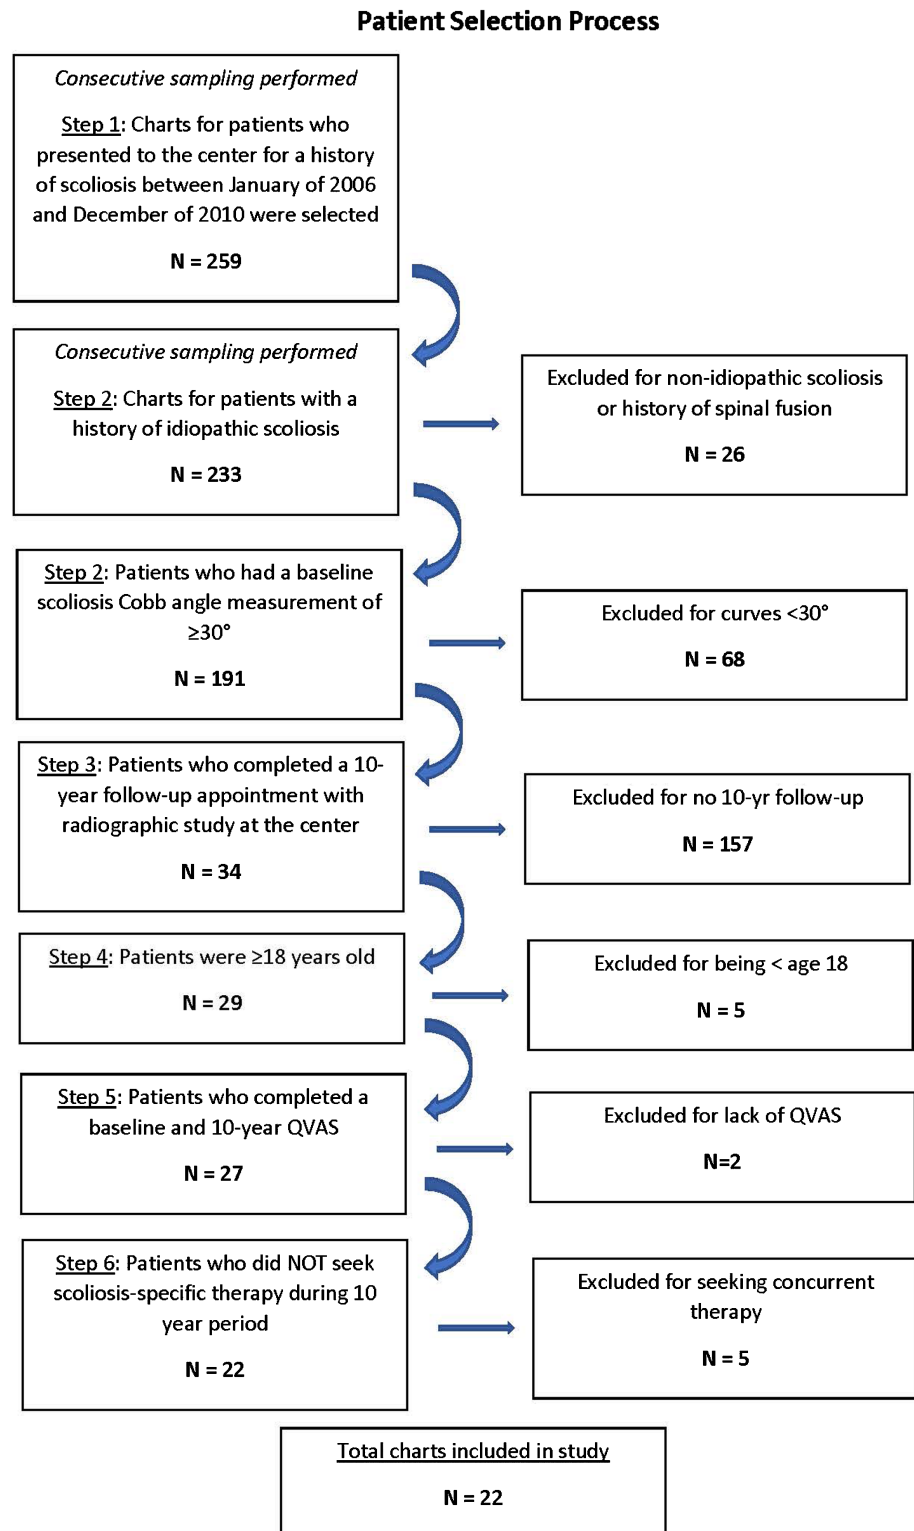 Patient Selection Process
Consecutive sampling performed
Step 1: Charts for patients who
presented to the center for a history
of scoliosis between January of 2006
and December of 2010 were selected
N = 259
Consecutive sampling performed
Step 2: Charts for patients with a
history of idiopathic scoliosis
N = 233
Excluded for non-idiopathic scoliosis
or history of spinal fusion
N = 26
Step 2: Patients who had a baseline
scoliosis Cobb angle measurement of
≥30°
N = 191
Excluded for curves <30°
N = 68
Step 3: Patients who completed a 10-
year follow-up appointment with
radiographic study at the center
N = 34
Excluded for no 10-yr follow-up
N = 157
Step 4: Patients were ≥18 years old
N = 29
Excluded for being < age 18
N = 5
Step 5: Patients who completed a
baseline and 10-year QVAS
N = 27
Excluded for lack of QVAS
N=2
Step 6: Patients who did NOT seek
scoliosis-specific therapy during 10
year period
N = 22
Excluded for seeking concurrent
therapy
N = 5
Total charts included in study
N = 22